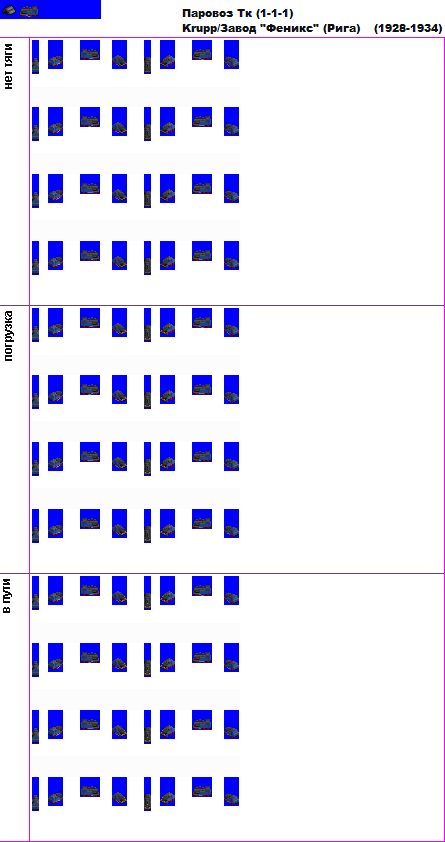 Паровоз Тк (1-1-1)
Krupp/Завод "Феникс" (Рига) (1928-1934)
нет тяги
погрузка
в пути